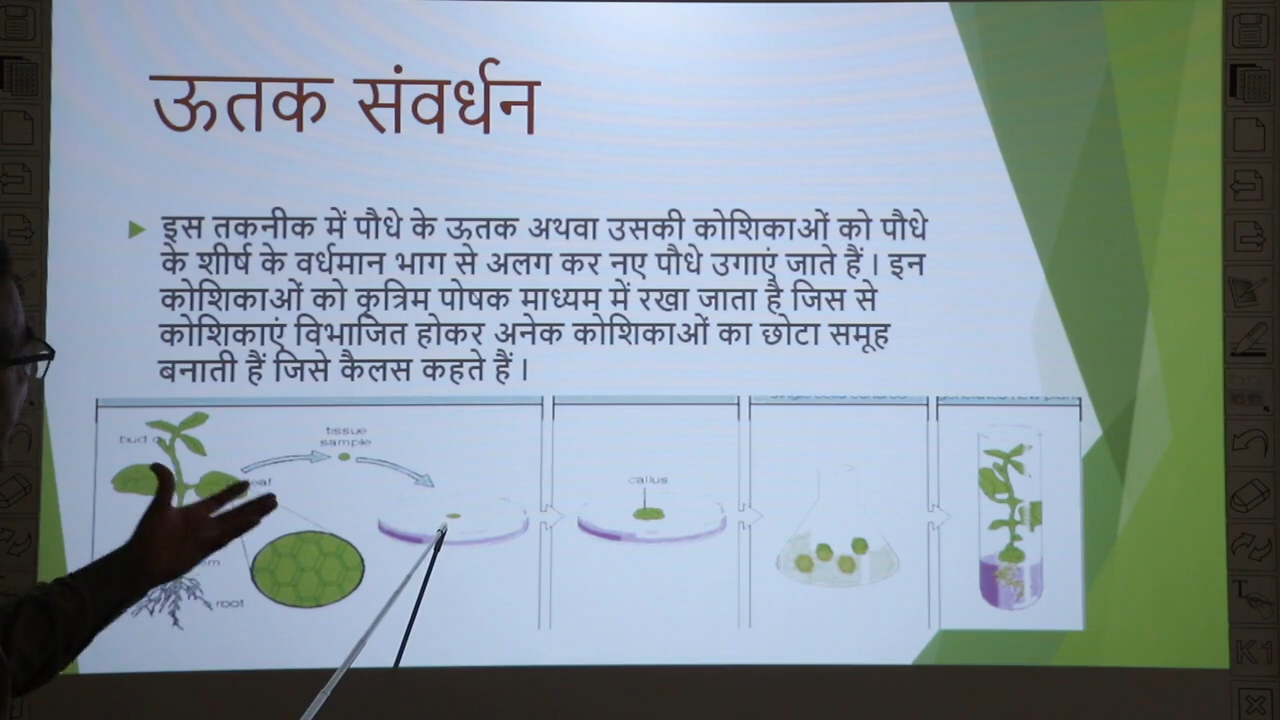 ऊतक संवर्धन
इस तकनीक में पौधे के ऊतक अथवा उसकी कोशिकाओं को पौधे
के शीर्ष के वर्धमान भाग से अलग कर नए पौधे उगाएं जाते हैं । इन
कोशिकाओं को कृत्रिम पोषक माध्यम में रखा जाता है जिस से
कोशिकाएं विभाजित होकर अनेक कोशिकाओं का छोटा समूह
बनाती हैं जिसे कैलस कहते हैं ।
bud
tissue
sample
callus
root
K1